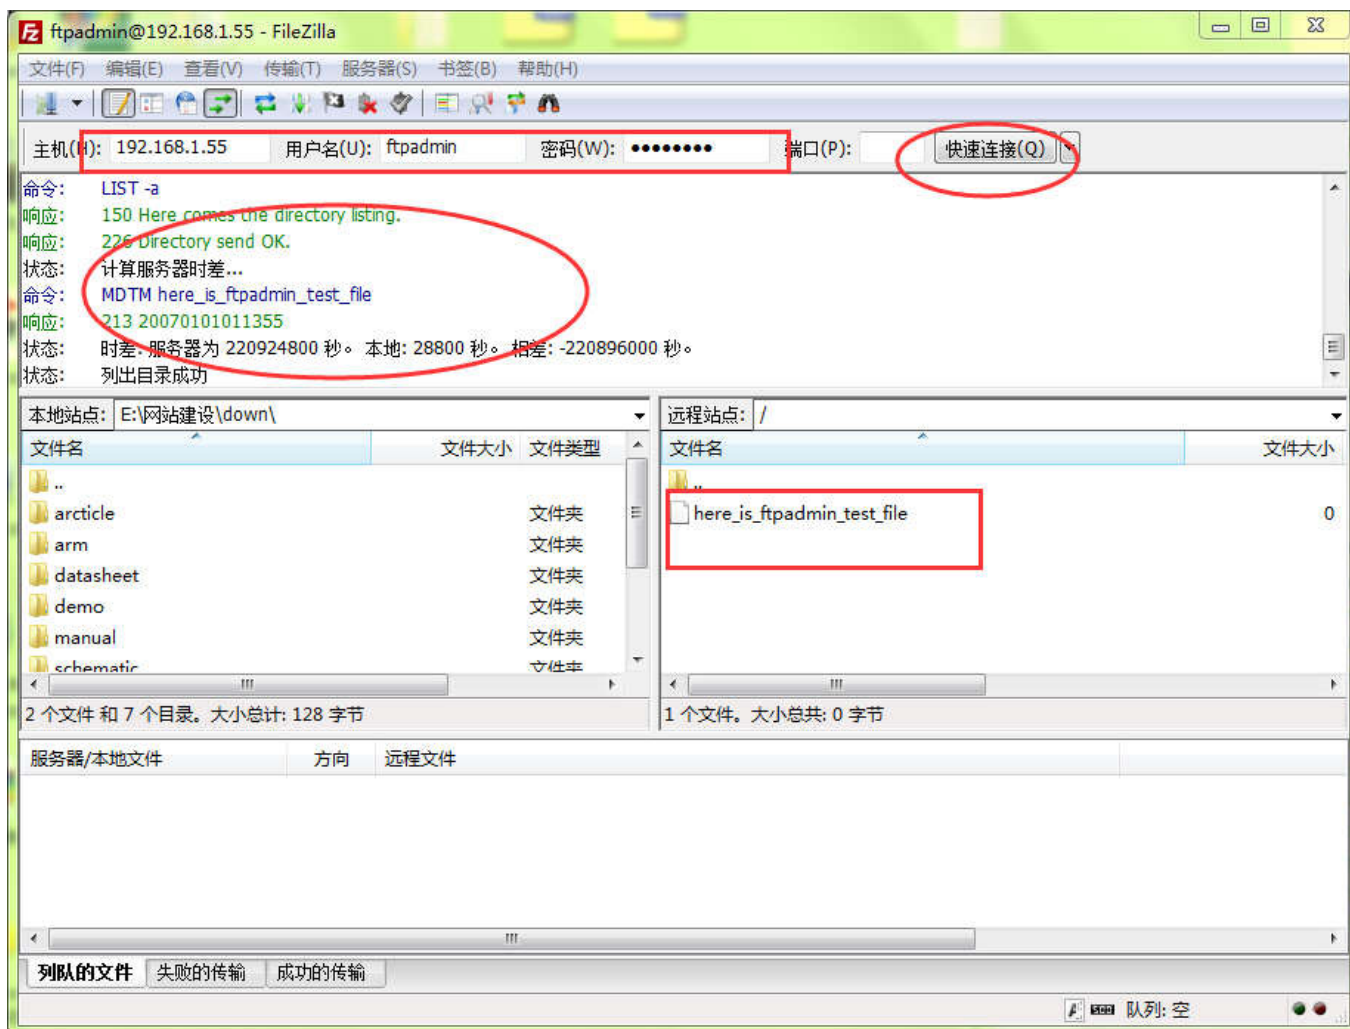 ftpadmin@192.168.1.55 - FileZilla
文件(F) 编辑(E) 查看(V) 传输(T) 服务器(S) 书签(B) 帮助(H)
主机(H): 192.168.1.55 用户名(U): ftpadmin 密码(W): ●●●●●●●● 端口(P): 快速连接(Q)
命令: LIST -a
响应: 150 Here comes the directory listing.
响应: 226 Directory send OK.
状态: 计算服务器时差...
命令: MDTM here_is_ftpadmin_test_file
响应: 213 20070101011355
状态: 时差: 服务器为 220924800 秒。 本地: 28800 秒。 相差: -220896000 秒。
状态: 列出目录成功
本地站点: E:\网站建设\down\
文件名 文件大小 文件类型
..
arcticle 文件夹
arm 文件夹
datasheet 文件夹
demo 文件夹
manual 文件夹
schematic 文件夹
2 个文件 和 7 个目录。大小总计: 128 字节
远程站点: /
文件名 文件大小
..
here_is_ftpadmin_test_file 0
1 个文件。大小总共: 0 字节
服务器/本地文件 方向 远程文件
列队的文件 失败的传输 成功的传输
队列: 空